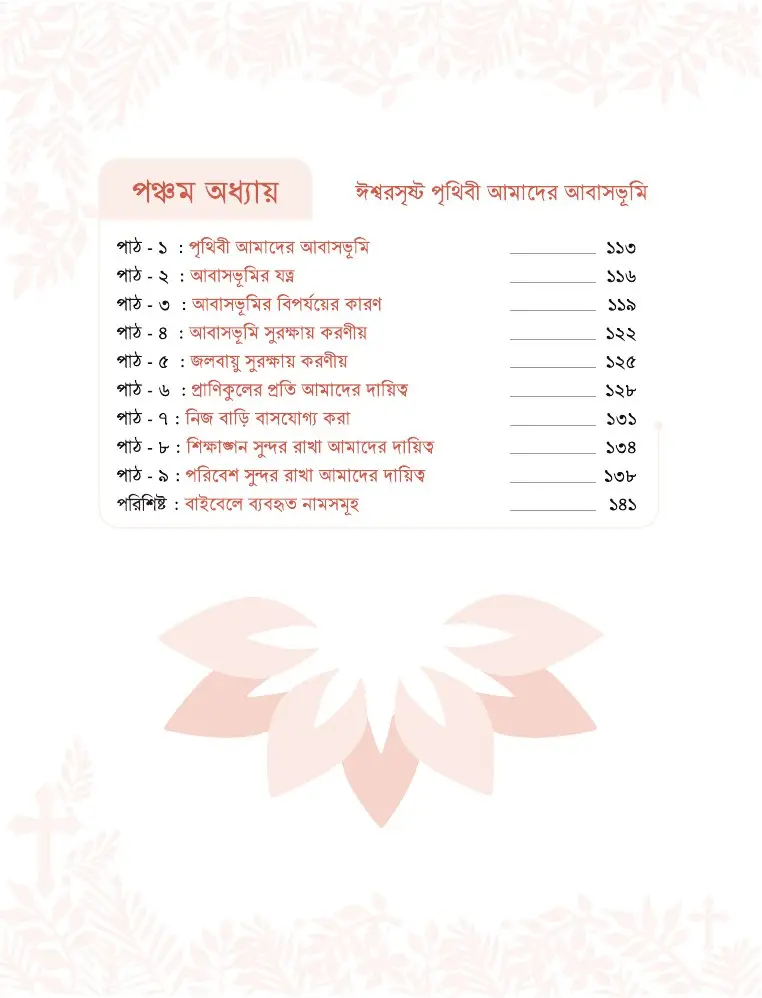 পঞ্চম অধ্যায় ঈশ্বরসৃষ্ট পৃথিবী আমাদের আবাসভূমি
পাঠ - ১ : পৃথিবী আমাদের আবাসভূমি ১১৩
পাঠ - ২ : আবাসভূমির যত্ন ১১৬
পাঠ - ৩ : আবাসভূমির বিপর্যয়ের কারণ ১১৯
পাঠ - ৪ : আবাসভূমি সুরক্ষায় করণীয় ১২২
পাঠ - ৫ : জলবায়ু সুরক্ষায় করণীয় ১২৫
পাঠ - ৬ : প্রাণিকুলের প্রতি আমাদের দায়িত্ব ১২৮
পাঠ - ৭ : নিজ বাড়ি বাসযোগ্য করা ১৩১
পাঠ - ৮ : শিক্ষাঙ্গন সুন্দর রাখা আমাদের দায়িত্ব ১৩৪
পাঠ - ৯ : পরিবেশ সুন্দর রাখা আমাদের দায়িত্ব ১৩৮
পরিশিষ্ট : বাইবেলে ব্যবহৃত নামসমূহ ১৪১